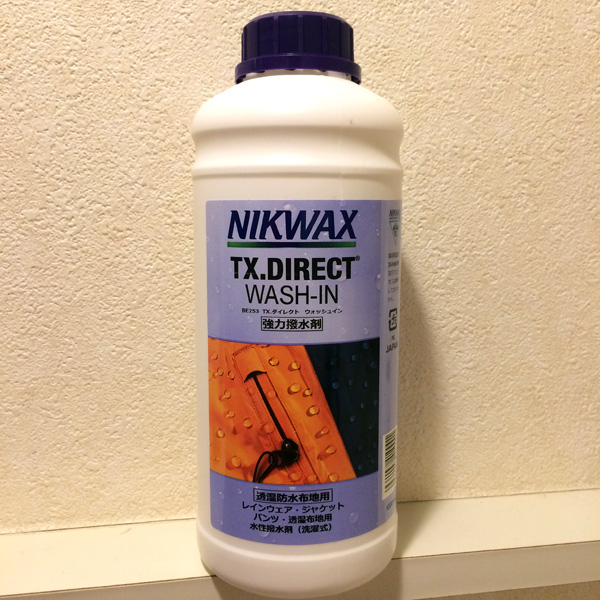 NIKWAX
TX.DIRECT®
WASH-IN
BE253 TX.ダイレクト ウォッシュイン
強力撥水剤
透湿防水布地用
レインウェア・ジャケット
パンツ・透湿布地用
水性撥水剤(洗濯式)
NIKWAX
JAPAN